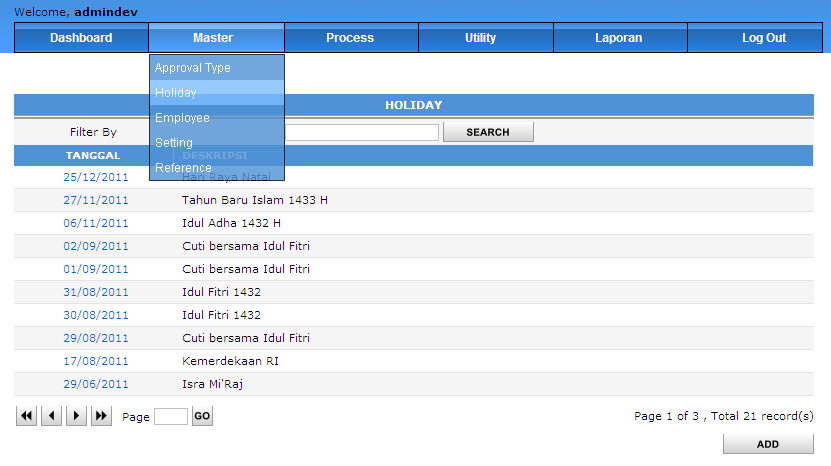 Welcome, admindev
Dashboard Master Process Utility Laporan Log Out
Approval Type
Holiday
Employee
Setting
Reference
HOLIDAY
Filter By SEARCH
TANGGAL DESKRIPSI
25/12/2011 Hari Raya Natal
27/11/2011 Tahun Baru Islam 1433 H
06/11/2011 Idul Adha 1432 H
02/09/2011 Cuti bersama Idul Fitri
01/09/2011 Cuti bersama Idul Fitri
31/08/2011 Idul Fitri 1432
30/08/2011 Idul Fitri 1432
29/08/2011 Cuti bersama Idul Fitri
17/08/2011 Kemerdekaan RI
29/06/2011 Isra Mi'Raj
Page GO Page 1 of 3 , Total 21 record(s)
ADD